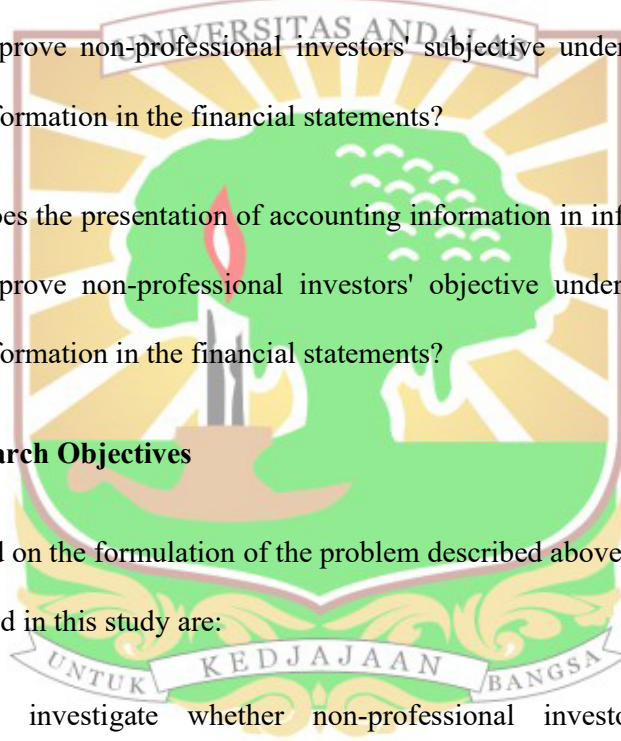 UNIVERSITAS ANDALAS
prove non-professional investors' subjective under
formation in the financial statements?
es the presentation of accounting information in inf
prove non-professional investors' objective under
formation in the financial statements?
arch Objectives
d on the formulation of the problem described above
d in this study are:
UNTUK KEDJAJAAN BANGSA
investigate whether non-professional investo